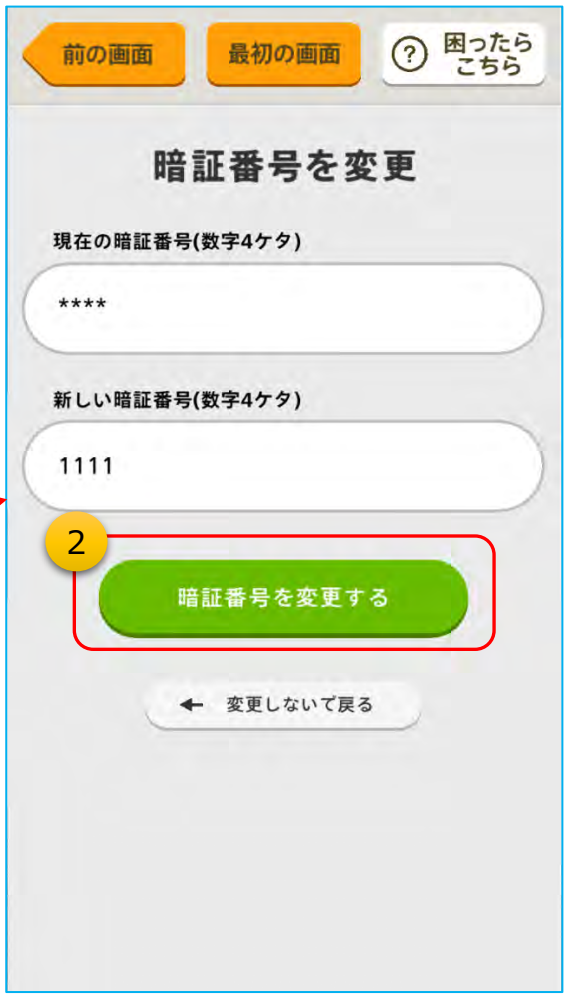 前の画面
最初の画面
? 困ったら
こちら
暗証番号を変更
現在の暗証番号(数字4ケタ)
****
新しい暗証番号(数字4ケタ)
1111
2
暗証番号を変更する
← 変更しないで戻る